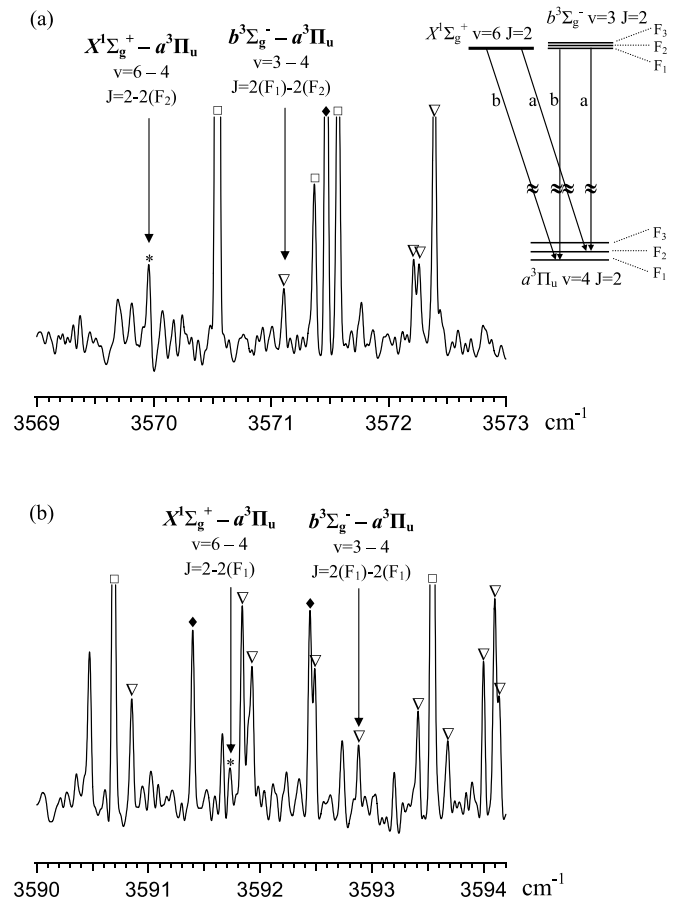 (a)
X¹Σg⁺ – a³Πu
v=6 – 4
J=2-2(F₂)
b³Σg⁻ – a³Πu
v=3 – 4
J=2(F₁)-2(F₂)
X¹Σg⁺ v=6 J=2
b³Σg⁻ v=3 J=2
F₃
F₂
F₁
b
a
b
a
F₃
F₂
F₁
a³Πu v=4 J=2
*
3569
3570
3571
3572
3573
cm⁻¹
(b)
X¹Σg⁺ – a³Πu
v=6 – 4
J=2-2(F₁)
b³Σg⁻ – a³Πu
v=3 – 4
J=2(F₁)-2(F₁)
*
3590
3591
3592
3593
3594
cm⁻¹